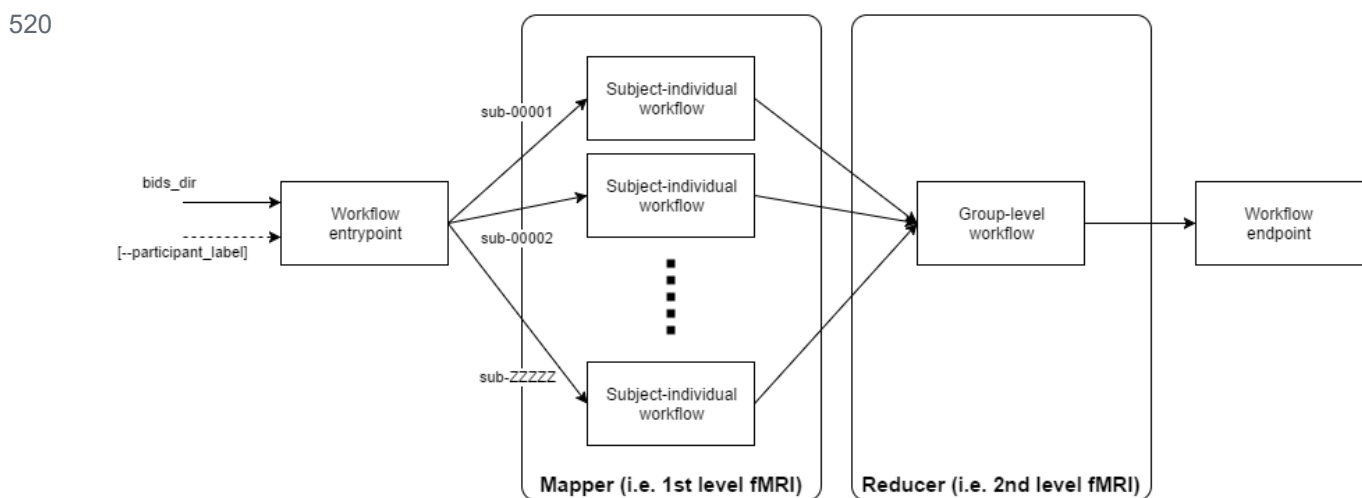 520
bids_dir
[--participant_label]
Workflow
entrypoint
sub-00001
sub-00002
sub-ZZZZZ
Subject-individual
workflow
Subject-individual
workflow
Subject-individual
workflow
Mapper (i.e. 1st level fMRI)
Group-level
workflow
Reducer (i.e. 2nd level fMRI)
Workflow
endpoint